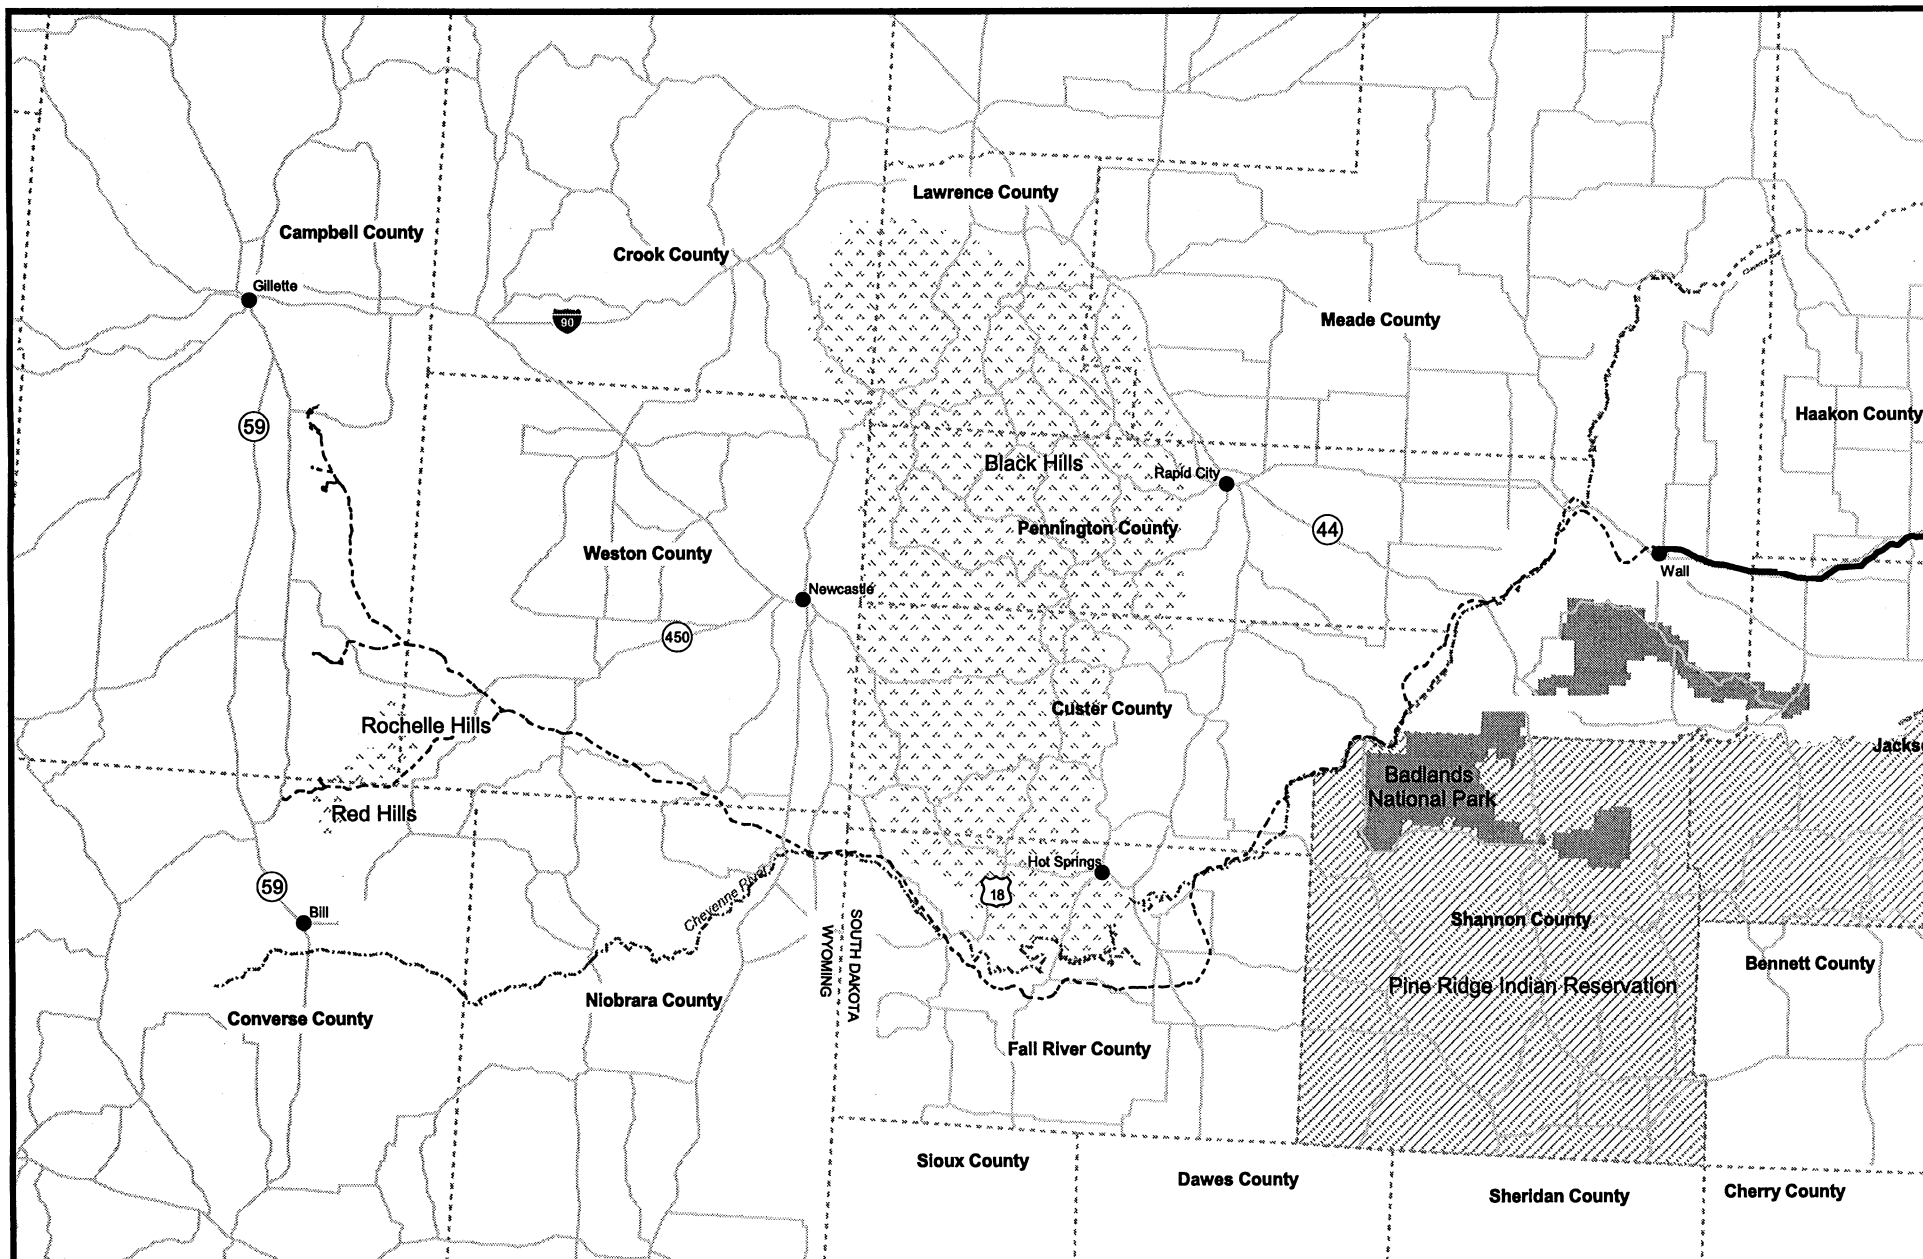 Lawrence County
Campbell County
Crook County
Gillette
90
Meade County
Haakon County
59
Black Hills
Rapid City
Pennington County
44
Weston County
Wall
Newcastle
450
Custer County
Rochelle Hills
Badlands
National Park
Red Hills
Hot Springs
59
Cheyenne River
18
Bill
Shannon County
SOUTH DAKOTA
WYOMING
Bennett County
Pine Ridge Indian Reservation
Niobrara County
Converse County
Fall River County
Sioux County
Dawes County
Sheridan County
Cherry County